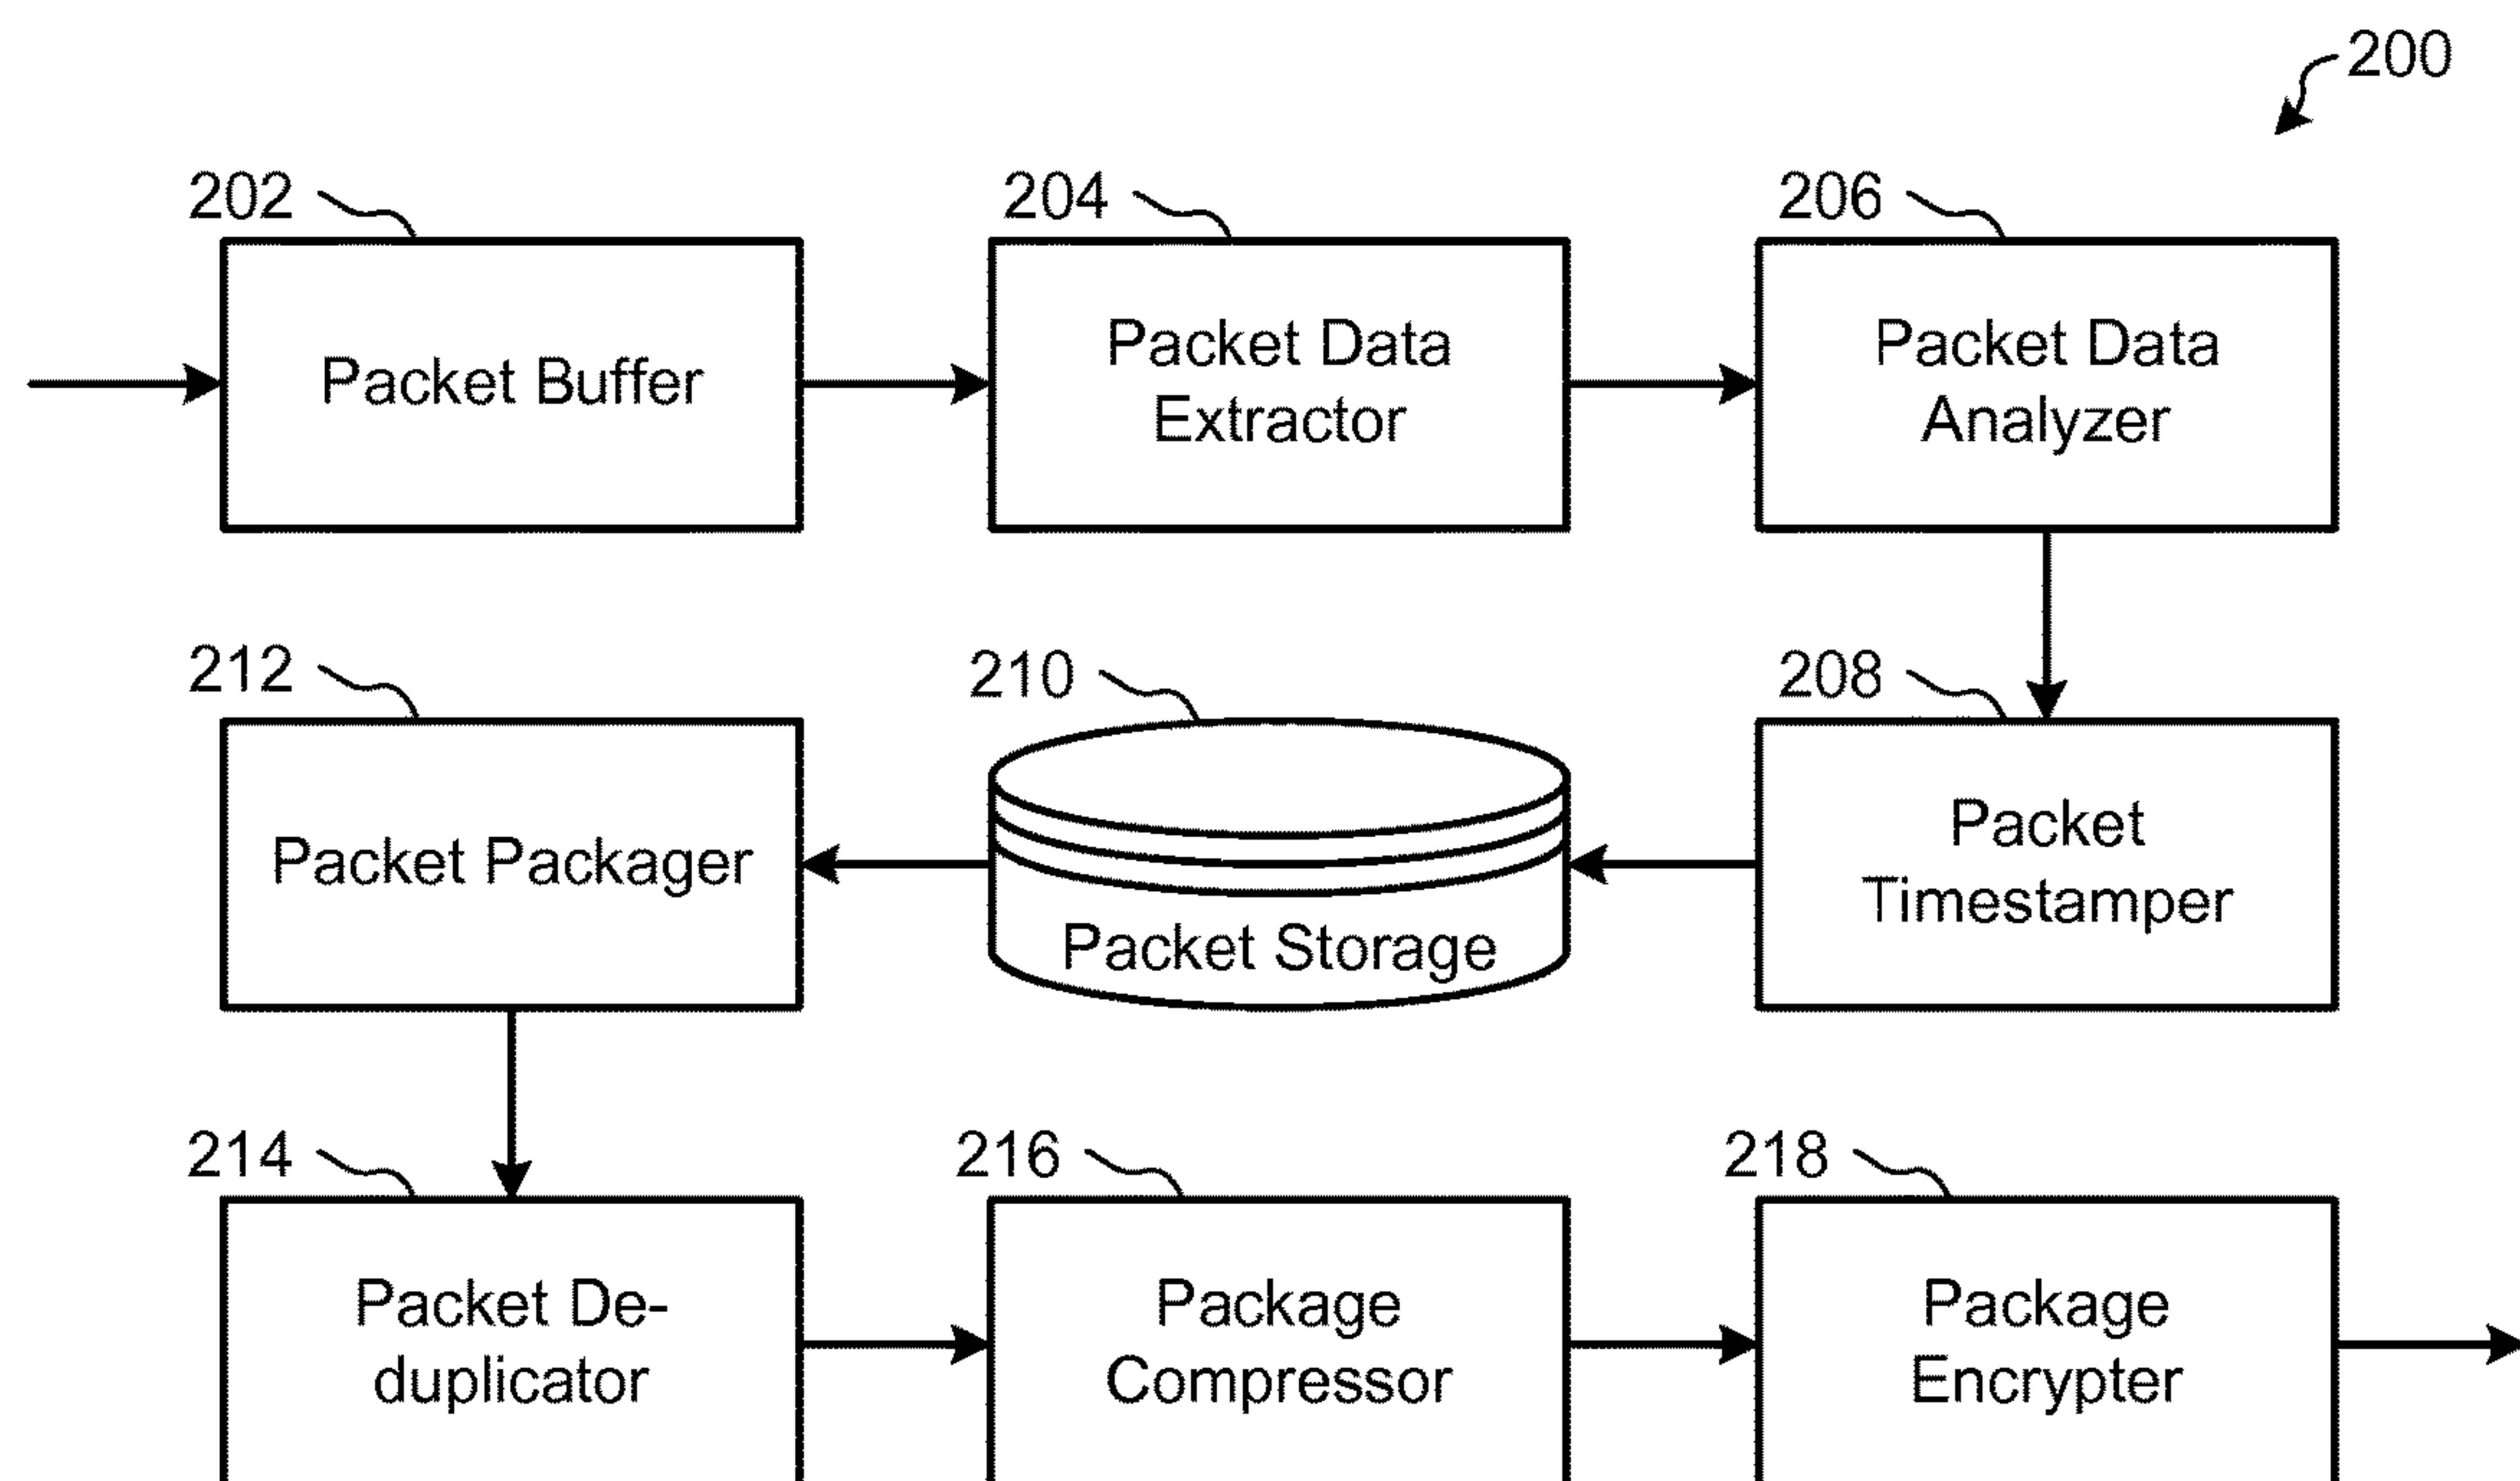 200
202
204
206
Packet Buffer
Packet Data
Extractor
Packet Data
Analyzer
212
210
208
Packet Packager
Packet Storage
Packet
Timestamper
214
216
218
Packet De-
duplicator
Package
Compressor
Package
Encrypter